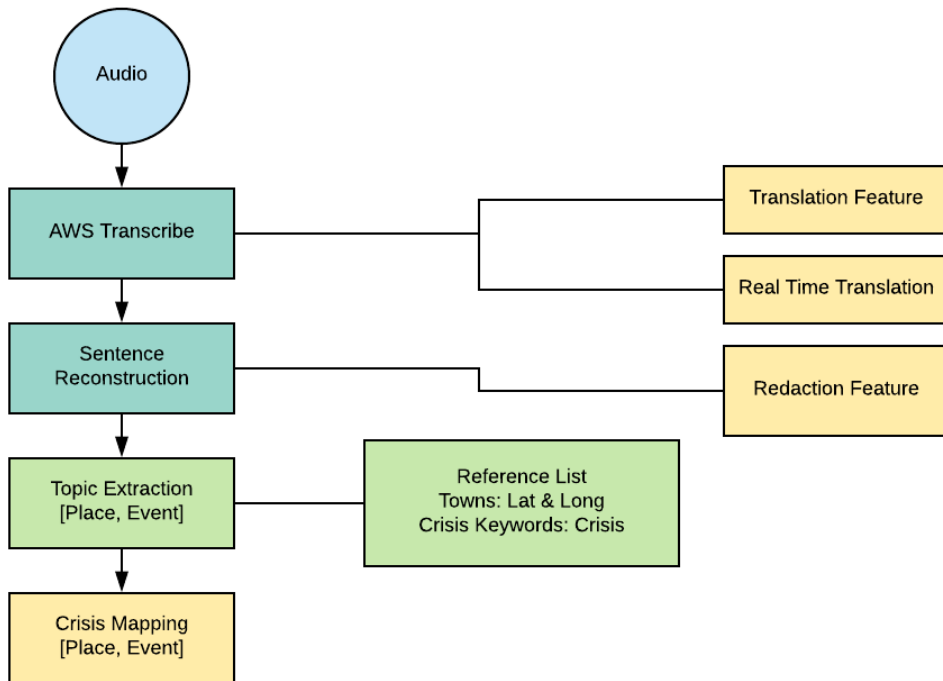 Audio
AWS Transcribe
Translation Feature
Real Time Translation
Sentence
Reconstruction
Redaction Feature
Topic Extraction
[Place, Event]
Reference List
Towns: Lat & Long
Crisis Keywords: Crisis
Crisis Mapping
[Place, Event]